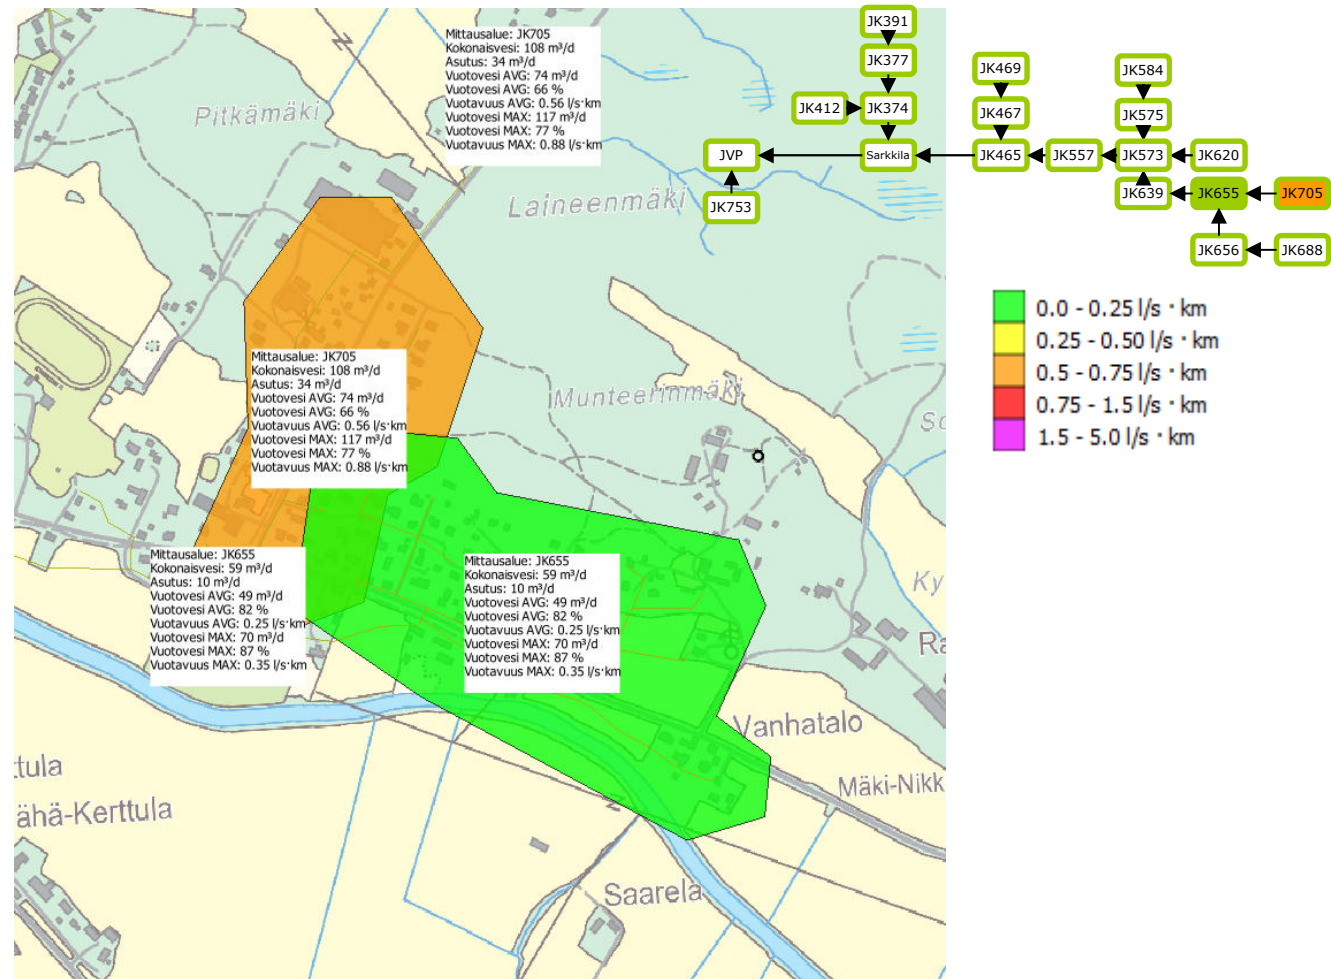 Mittausalue: JK705
Kokonaisvesi: 108 m³/d
Asutus: 34 m³/d
Vuotovesi AVG: 74 m³/d
Vuotovesi AVG: 66 %
Vuotavuus AVG: 0.56 l/s·km
Vuotovesi MAX: 117 m³/d
Vuotovesi MAX: 77 %
Vuotavuus MAX: 0.88 l/s·km
JK391
JK377
JK412
JK374
JK469
JK467
JK584
JK575
JVP
Sarkkila
JK465
JK557
JK573
JK620
JK753
JK639
JK655
JK705
JK656
JK688
Pitkämäki
Laineenmäki
0.0 - 0.25 l/s · km
0.25 - 0.50 l/s · km
0.5 - 0.75 l/s · km
0.75 - 1.5 l/s · km
1.5 - 5.0 l/s · km
Mittausalue: JK705
Kokonaisvesi: 108 m³/d
Asutus: 34 m³/d
Vuotovesi AVG: 74 m³/d
Vuotovesi AVG: 66 %
Vuotavuus AVG: 0.56 l/s·km
Vuotovesi MAX: 117 m³/d
Vuotovesi MAX: 77 %
Vuotavuus MAX: 0.88 l/s·km
Munteerinmäki
So
Mittausalue: JK655
Kokonaisvesi: 59 m³/d
Asutus: 10 m³/d
Vuotovesi AVG: 49 m³/d
Vuotovesi AVG: 82 %
Vuotavuus AVG: 0.25 l/s·km
Vuotovesi MAX: 70 m³/d
Vuotovesi MAX: 87 %
Vuotavuus MAX: 0.35 l/s·km
Mittausalue: JK655
Kokonaisvesi: 59 m³/d
Asutus: 10 m³/d
Vuotovesi AVG: 49 m³/d
Vuotovesi AVG: 82 %
Vuotavuus AVG: 0.25 l/s·km
Vuotovesi MAX: 70 m³/d
Vuotovesi MAX: 87 %
Vuotavuus MAX: 0.35 l/s·km
Ky
Ra
Vanhatalo
Mäki-Nikk
ttula
ähä-Kerttula
Saarela